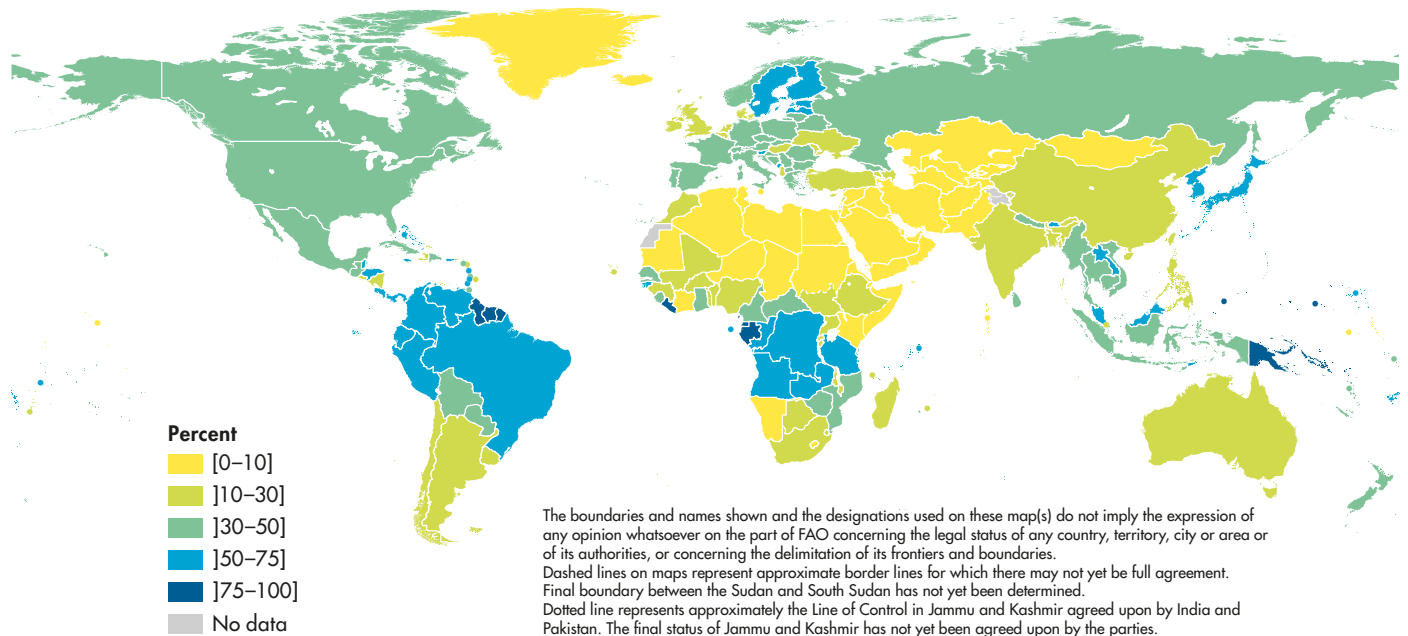 Percent
[0–10]
]10–30]
]30–50]
]50–75]
]75–100]
No data
The boundaries and names shown and the designations used on these map(s) do not imply the expression of
any opinion whatsoever on the part of FAO concerning the legal status of any country, territory, city or area or
of its authorities, or concerning the delimitation of its frontiers and boundaries.
Dashed lines on maps represent approximate border lines for which there may not yet be full agreement.
Final boundary between the Sudan and South Sudan has not yet been determined.
Dotted line represents approximately the Line of Control in Jammu and Kashmir agreed upon by India and
Pakistan. The final status of Jammu and Kashmir has not yet been agreed upon by the parties.